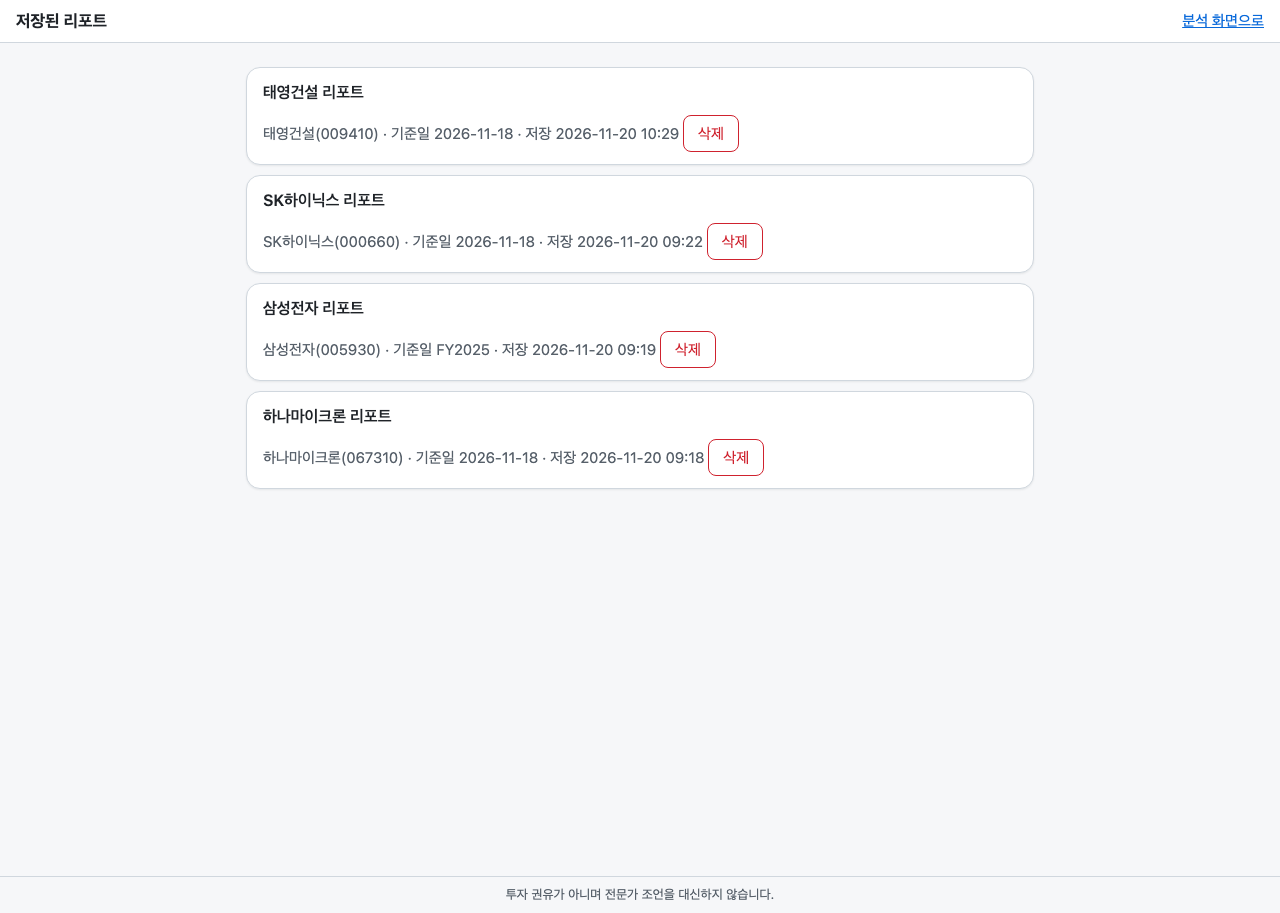 저장된 리포트
분석 화면으로
태영건설 리포트
태영건설(009410) · 기준일 2026-11-18 · 저장 2026-11-20 10:29 삭제
SK하이닉스 리포트
SK하이닉스(000660) · 기준일 2026-11-18 · 저장 2026-11-20 09:22 삭제
삼성전자 리포트
삼성전자(005930) · 기준일 FY2025 · 저장 2026-11-20 09:19 삭제
하나마이크론 리포트
하나마이크론(067310) · 기준일 2026-11-18 · 저장 2026-11-20 09:18 삭제
투자 권유가 아니며 전문가 조언을 대신하지 않습니다.